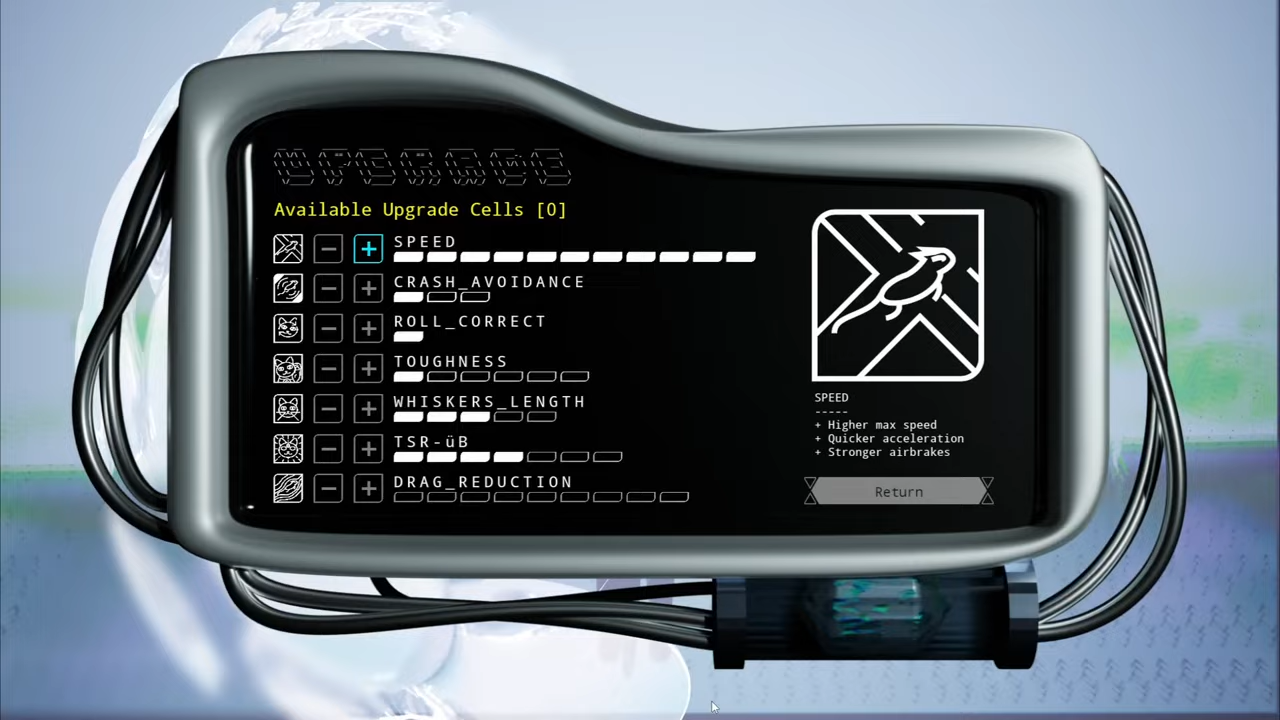 UPGRADE
Available Upgrade Cells [0]
SPEED
CRASH_AVOIDANCE
ROLL_CORRECT
TOUGHNESS
WHISKERS_LENGTH
TSR-üB
DRAG_REDUCTION
SPEED
-----
+ Higher max speed
+ Quicker acceleration
+ Stronger airbrakes
Return